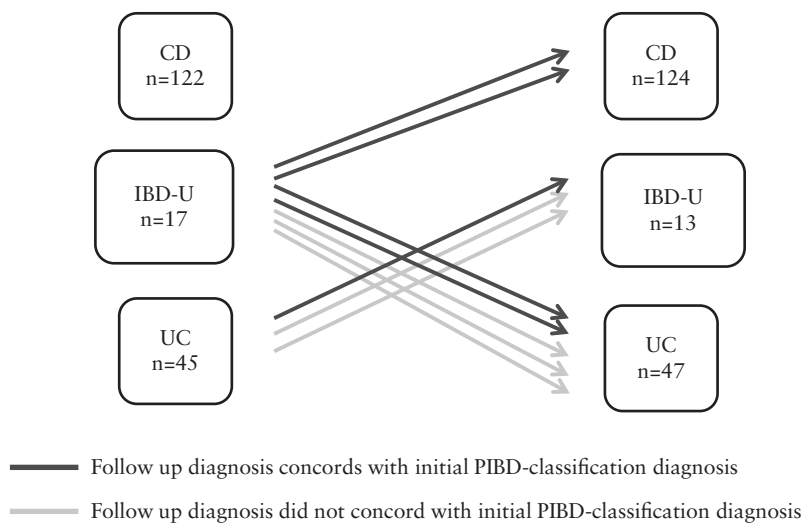 CD
n=122
CD
n=124
IBD-U
n=17
IBD-U
n=13
UC
n=45
UC
n=47
Follow up diagnosis concords with initial PIBD-classification diagnosis
Follow up diagnosis did not concord with initial PIBD-classification diagnosis